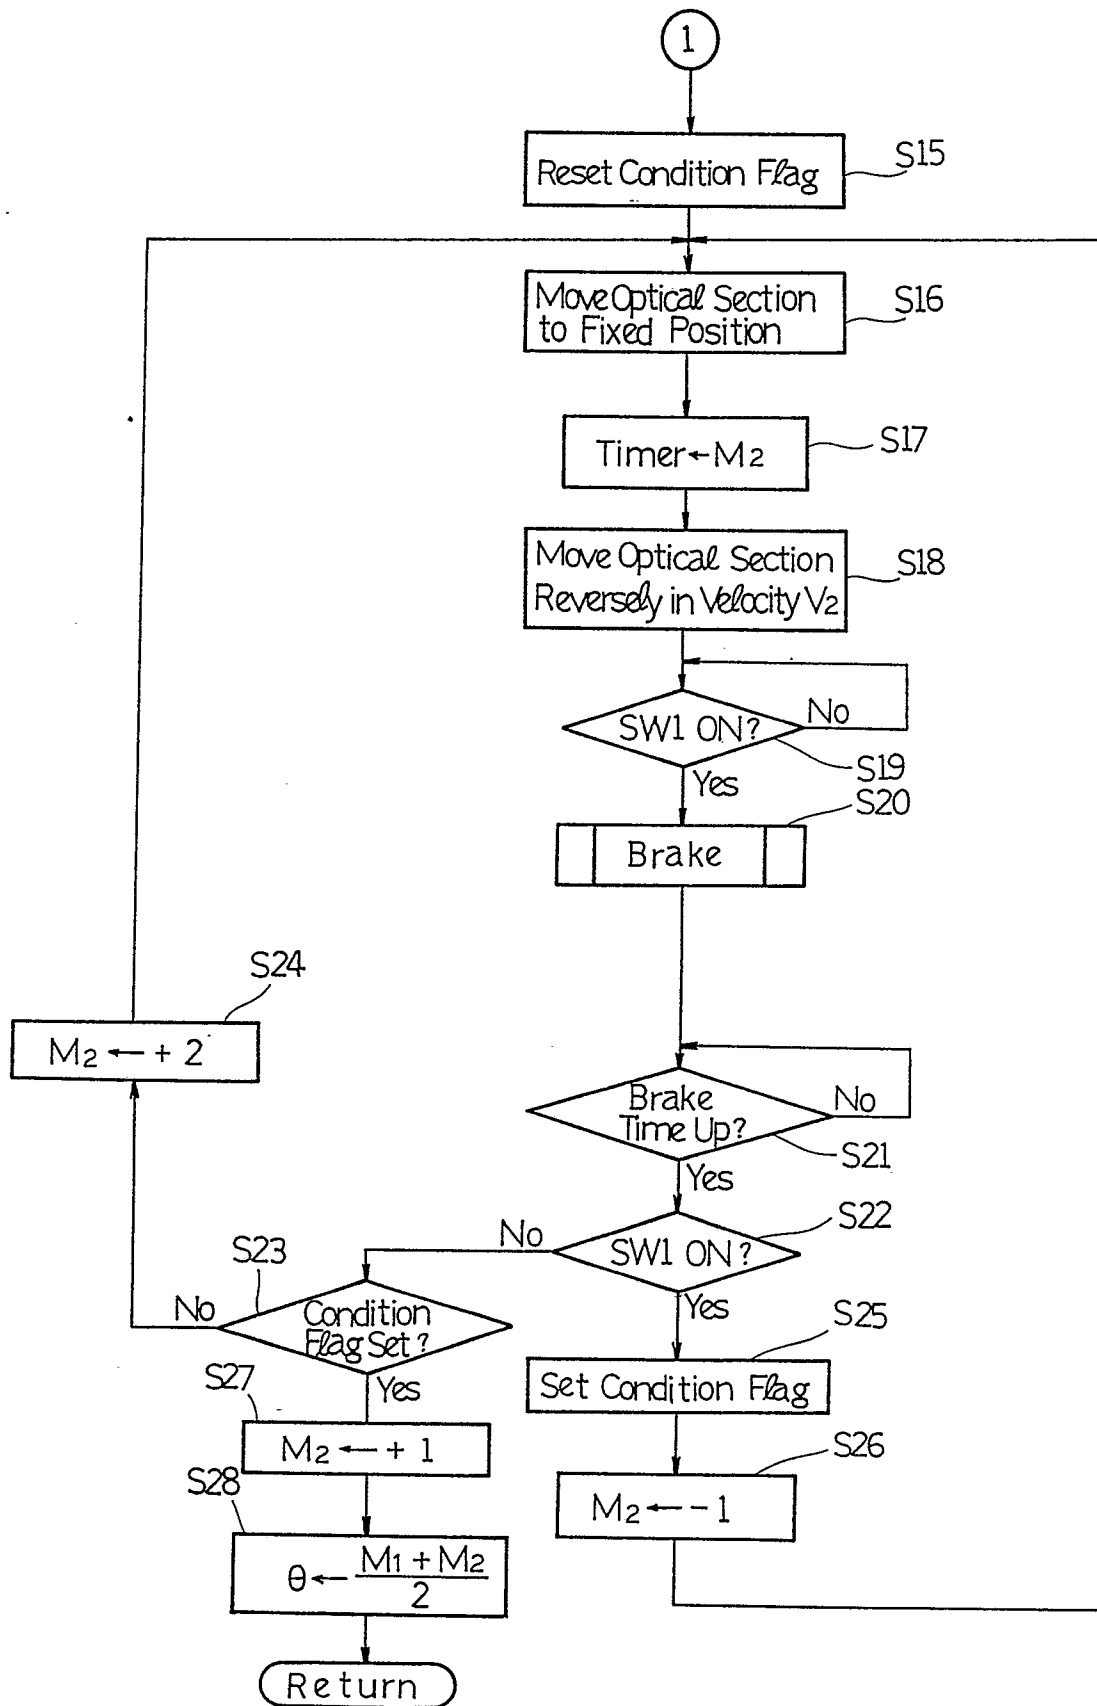 1
Reset Condition Flag
S15
Move Optical Section
to Fixed Position
S16
Timer ← M2
S17
Move Optical Section
Reversely in Velocity V2
S18
SW1 ON?
No
S19
Yes
S20
Brake
S24
M2 ← + 2
Brake
Time Up?
No
S21
Yes
S22
SW1 ON?
No
Yes
S23
Condition
Flag Set?
No
Yes
S25
Set Condition Flag
S27
M2 ← + 1
S26
M2 ← - 1
S28
θ ← M1 + M2
2
Return